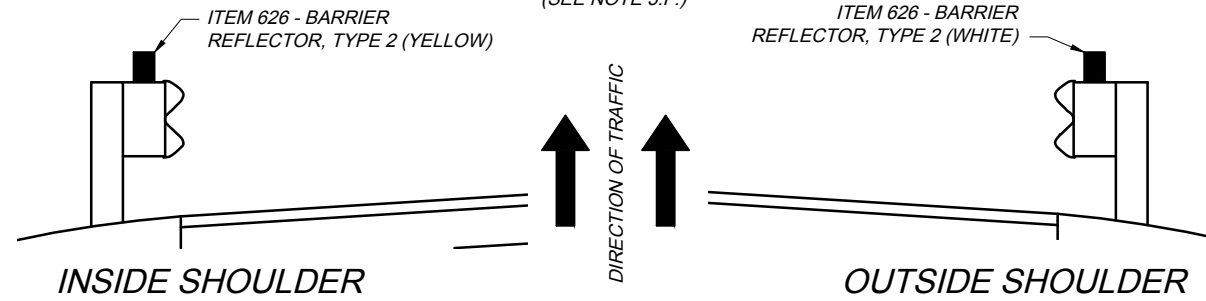 ITEM 626 - BARRIER
REFLECTOR, TYPE 2 (YELLOW)
ITEM 626 - BARRIER
REFLECTOR, TYPE 2 (WHITE)
DIRECTION OF TRAFFIC
INSIDE SHOULDER
OUTSIDE SHOULDER